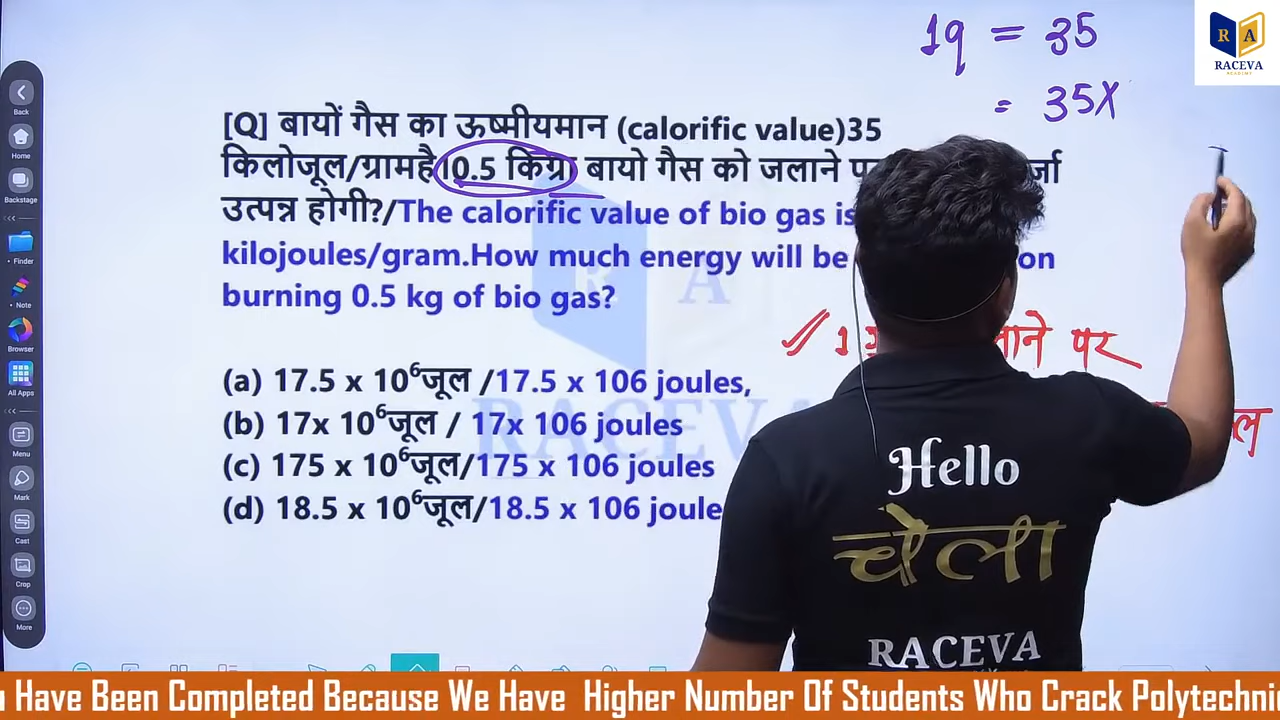 1g = 35
= 35X
R A
RACEVA
ACADEMY
[Q] बायों गैस का ऊष्मीयमान (calorific value)35
किलोजूल/ग्रामहै।0.5 किग्रा बायो गैस को जलाने
उत्पन्न होगी?/The calorific value of bio gas is
kilojoules/gram.How much energy will be on
burning 0.5 kg of bio gas?
R A
RACEVA
1 पर
(a) 17.5 x 10⁶जूल /17.5 x 106 joules,
(b) 17x 10⁶जूल / 17x 106 joules
(c) 175 x 10⁶जूल/175 x 106 joules
(d) 18.5 x 10⁶जूल/18.5 x 106 joule
Hello
चेला
RACEVA
Back
Home
Backstage
Finder
Note
Browser
All Apps
Menu
Mark
Cast
Crop
More
Have Been Completed Because We Have Higher Number Of Students Who Crack